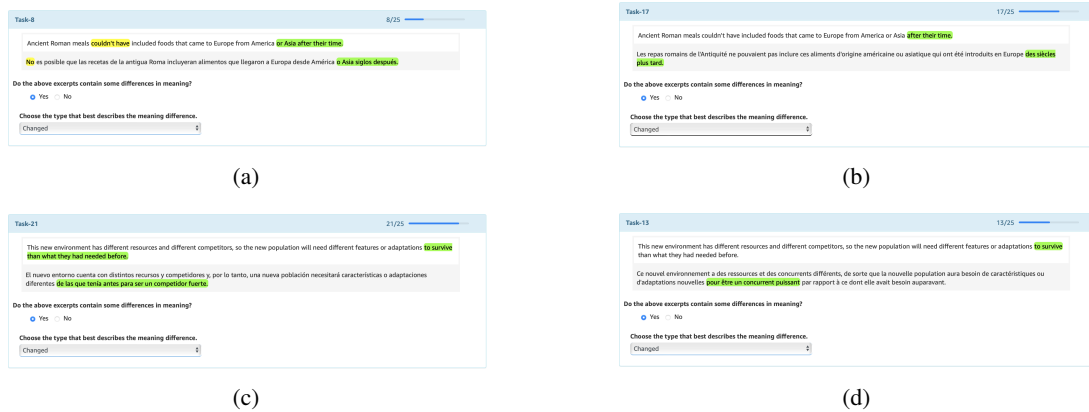 Task-8 8/25
Ancient Roman meals couldn't have included foods that came to Europe from America or Asia after their time.
No es posible que las recetas de la antigua Roma incluyeran alimentos que llegaron a Europa desde América o Asia siglos después.
Do the above excerpts contain some differences in meaning?
Yes No
Choose the type that best describes the meaning difference.
Changed
(a)
Task-17 17/25
Ancient Roman meals couldn't have included foods that came to Europe from America or Asia after their time.
Les repas romains de l'Antiquité ne pouvaient pas inclure ces aliments d'origine américaine ou asiatique qui ont été introduits en Europe des siècles
plus tard.
Do the above excerpts contain some differences in meaning?
Yes No
Choose the type that best describes the meaning difference.
Changed
(b)
Task-21 21/25
This new environment has different resources and different competitors, so the new population will need different features or adaptations to survive
than what they had needed before.
El nuevo entorno cuenta con distintos recursos y competidores y, por lo tanto, una nueva población necesitará características o adaptaciones
diferentes de las que tenía antes para ser un competidor fuerte.
Do the above excerpts contain some differences in meaning?
Yes No
Choose the type that best describes the meaning difference.
Changed
(c)
Task-13 13/25
This new environment has different resources and different competitors, so the new population will need different features or adaptations to survive
than what they had needed before.
Ce nouvel environnement a des ressources et des concurrents différents, de sorte que la nouvelle population aura besoin de caractéristiques ou
d'adaptations nouvelles pour être un concurrent puissant par rapport à ce dont elle avait besoin auparavant.
Do the above excerpts contain some differences in meaning?
Yes No
Choose the type that best describes the meaning difference.
Changed
(d)